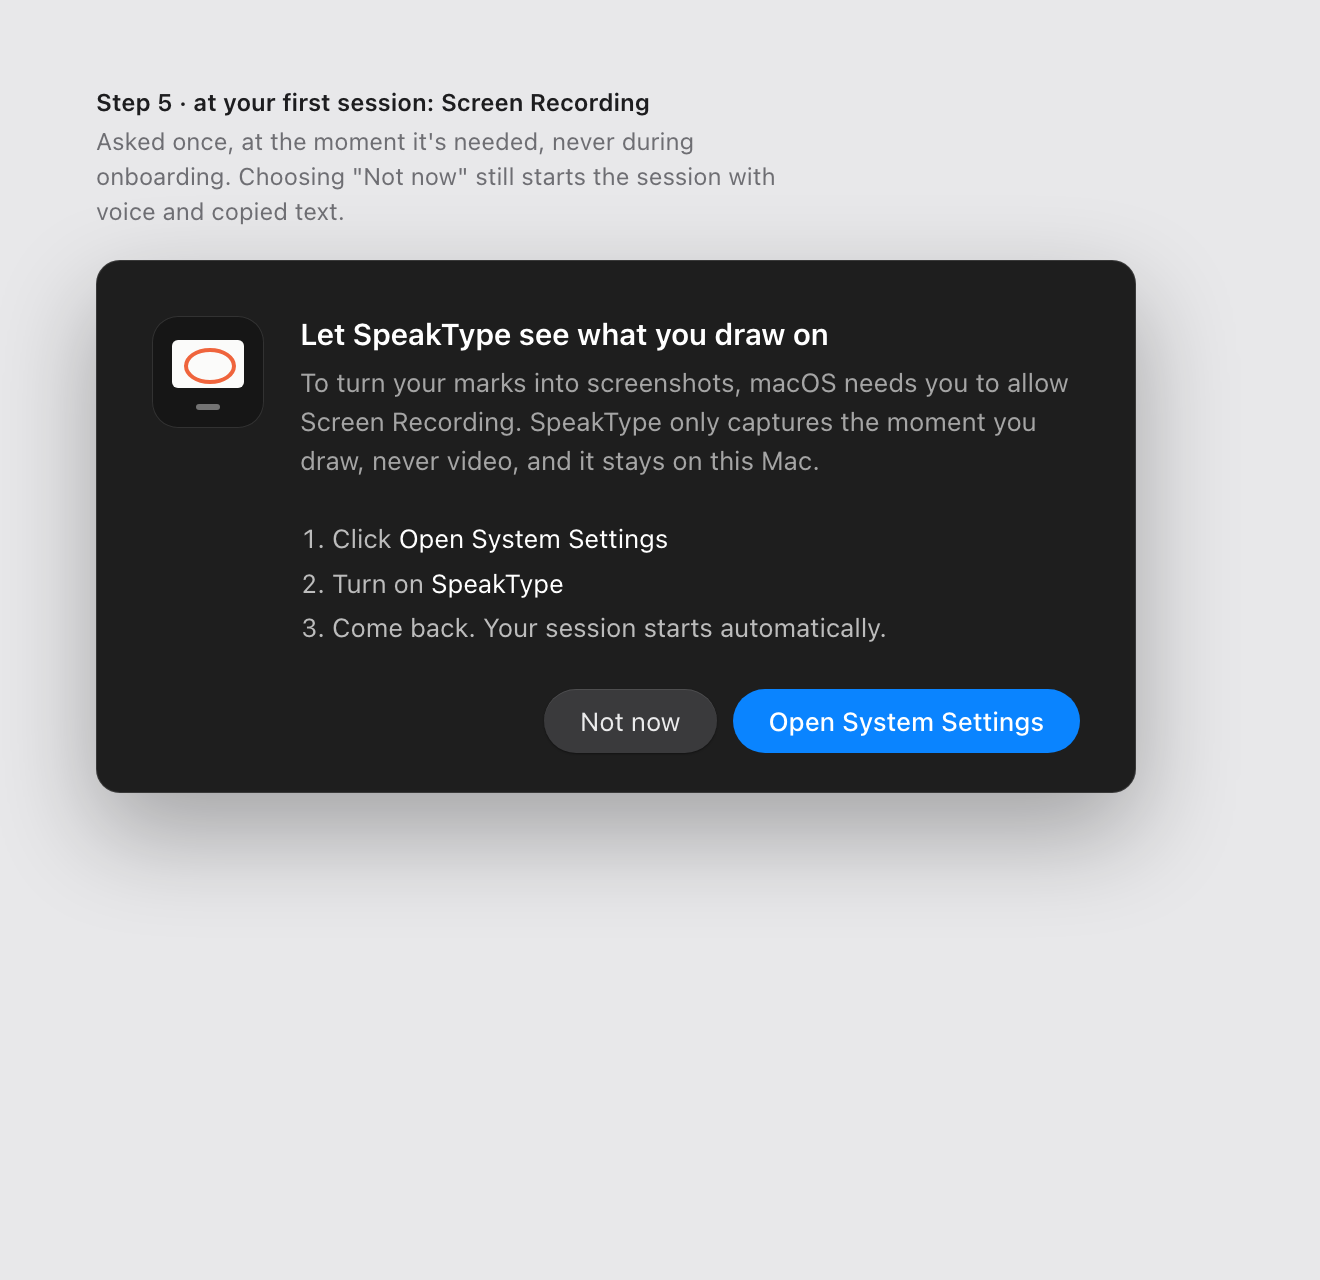 Step 5 · at your first session: Screen Recording
Asked once, at the moment it's needed, never during
onboarding. Choosing "Not now" still starts the session with
voice and copied text.
Let SpeakType see what you draw on
To turn your marks into screenshots, macOS needs you to allow
Screen Recording. SpeakType only captures the moment you
draw, never video, and it stays on this Mac.
1. Click Open System Settings
2. Turn on SpeakType
3. Come back. Your session starts automatically.
Not now
Open System Settings